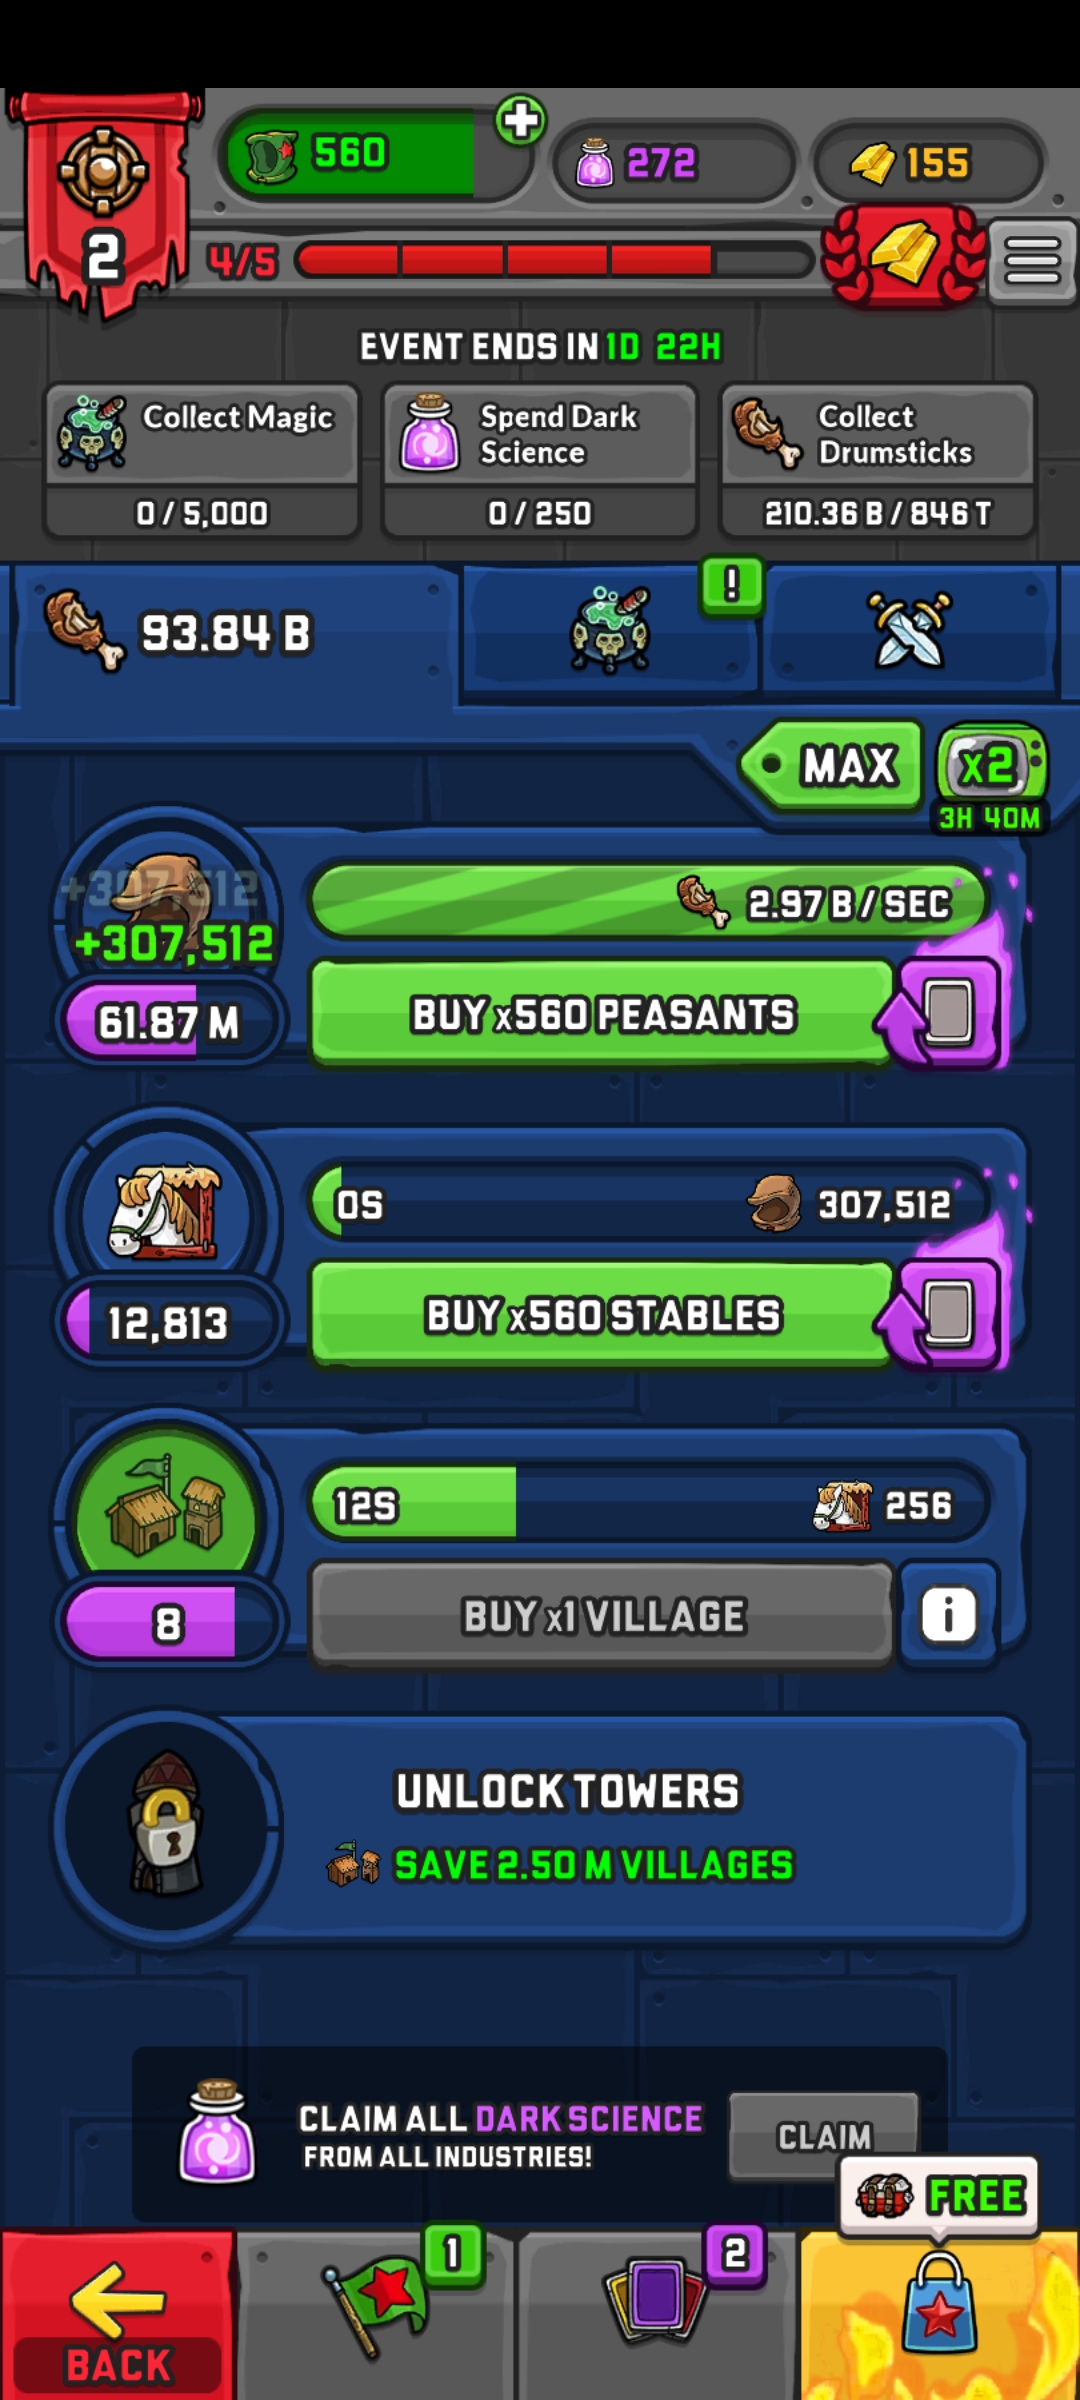 560
272
155
2
4/5
EVENT ENDS IN 1D 22H
Collect Magic
0 / 5,000
Spend Dark
Science
0 / 250
Collect
Drumsticks
210.36 B / 846 T
93.84 B
!
MAX
x2
3H 40M
+307,512
+307,512
61.87 M
2.97 B / SEC
BUY x560 PEASANTS
0S
307,512
12,813
BUY x560 STABLES
12S
256
8
BUY x1 VILLAGE
i
UNLOCK TOWERS
SAVE 2.50 M VILLAGES
CLAIM ALL DARK SCIENCE
FROM ALL INDUSTRIES!
CLAIM
FREE
1
2
BACK